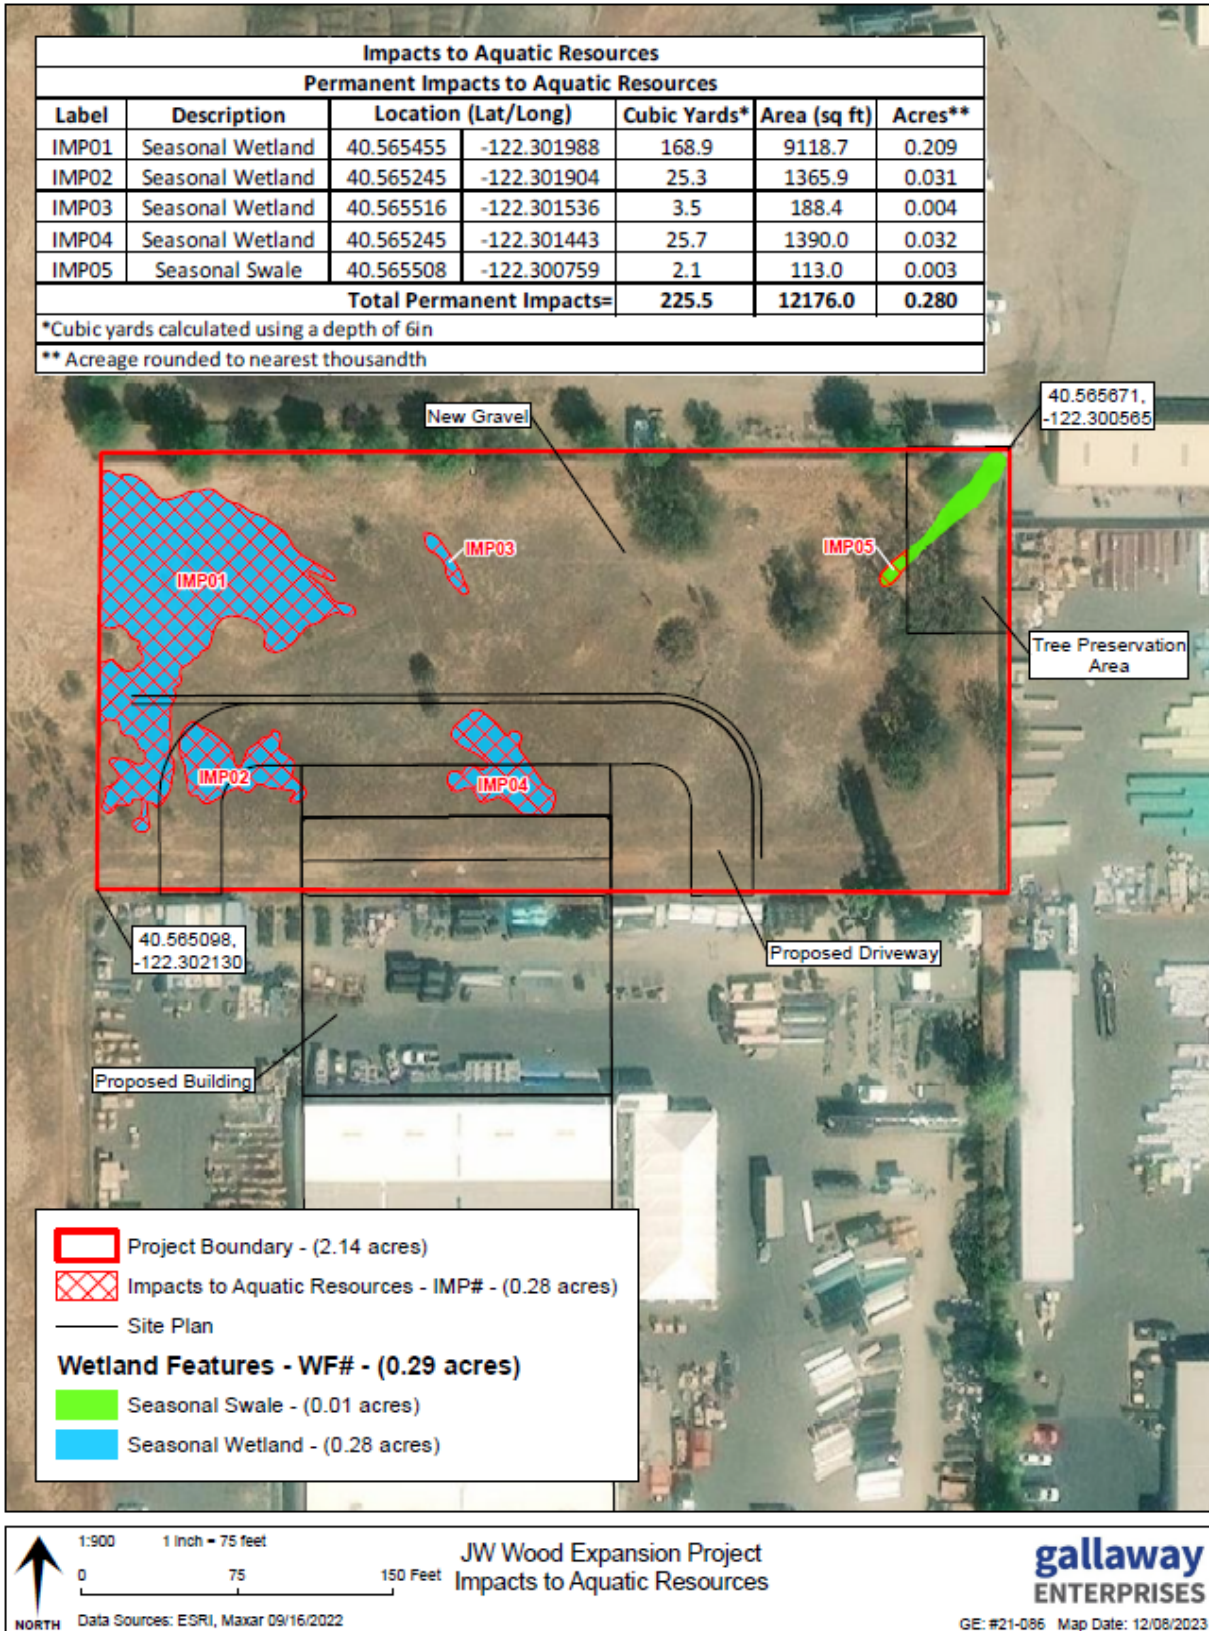 Impacts to Aquatic Resources
Permanent Impacts to Aquatic Resources
Label Description Location (Lat/Long) Cubic Yards* Area (sq ft) Acres**
IMP01 Seasonal Wetland 40.565455 -122.301988 168.9 9118.7 0.209
IMP02 Seasonal Wetland 40.565245 -122.301904 25.3 1365.9 0.031
IMP03 Seasonal Wetland 40.565516 -122.301536 3.5 188.4 0.004
IMP04 Seasonal Wetland 40.565245 -122.301443 25.7 1390.0 0.032
IMP05 Seasonal Swale 40.565508 -122.300759 2.1 113.0 0.003
Total Permanent Impacts= 225.5 12176.0 0.280
*Cubic yards calculated using a depth of 6in
** Acreage rounded to nearest thousandth
40.565671,
-122.300565
New Gravel
IMP03
IMP05
IMP01
Tree Preservation
Area
IMP02
IMP04
40.565098,
-122.302130
Proposed Driveway
Proposed Building
Project Boundary - (2.14 acres)
Impacts to Aquatic Resources - IMP# - (0.28 acres)
Site Plan
Wetland Features - WF# - (0.29 acres)
Seasonal Swale - (0.01 acres)
Seasonal Wetland - (0.28 acres)
NORTH
1:900 1 inch = 75 feet
0 75 150 Feet
Data Sources: ESRI, Maxar 09/16/2022
JW Wood Expansion Project
Impacts to Aquatic Resources
gallaway
ENTERPRISES
GE: #21-086 Map Date: 12/08/2023